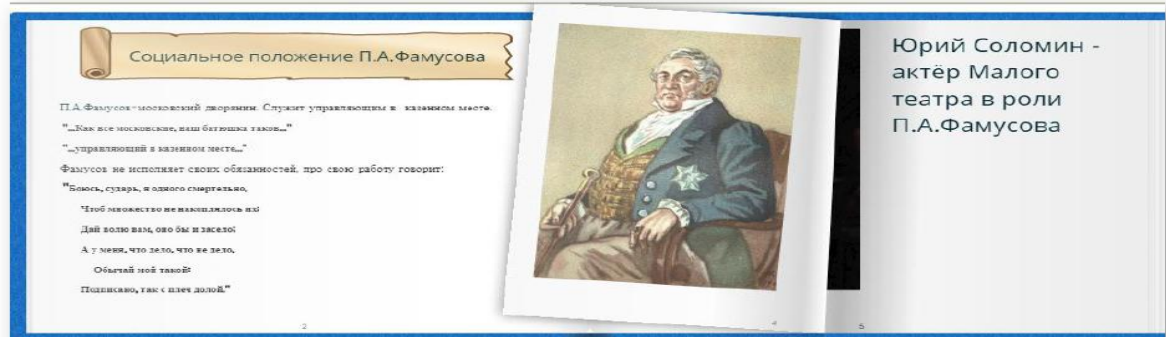 Социальное положение П.А.Фамусова
П.А.Фамусов-московский дворянин. Служит управляющим в казенном месте.
"...Как все московские, ваш батюшка таков..."
"...управляющий в казенном месте..."
Фамусов не исполняет своих обязанностей, про свою работу говорит:
"Боюсь, сударь, я одного смертельно,
Чтоб множество не накоплялось их;
Дай волю вам, оно бы и засело;
А у меня, что дело, что не дело,
Обычай мой такой:
Подписано, так с плеч долой."
3
4
5
Юрий Соломин -
актёр Малого
театра в роли
П.А.Фамусова